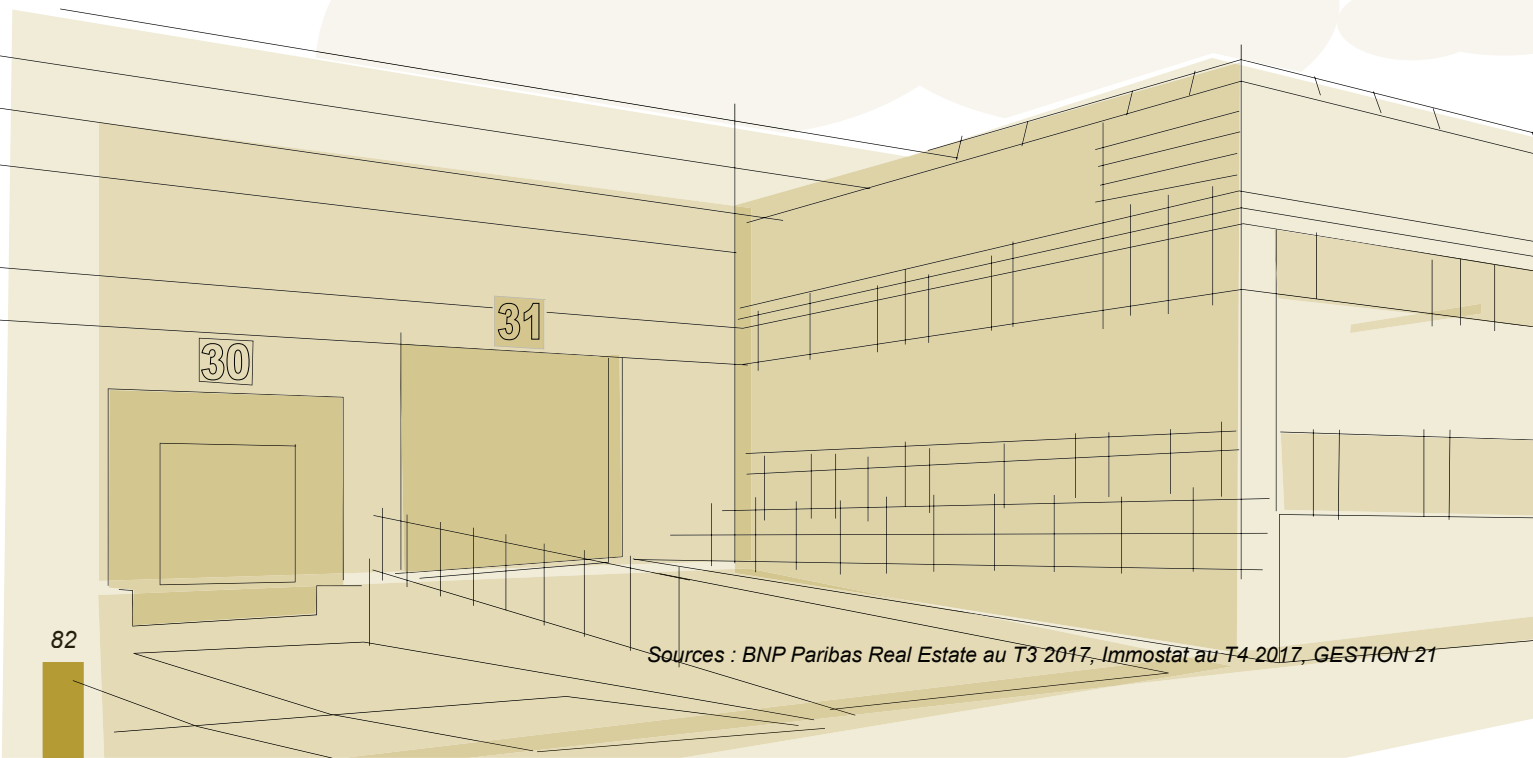 31
30
82
Sources : BNP Paribas Real Estate au T3 2017, Immostat au T4 2017, GESTION 21